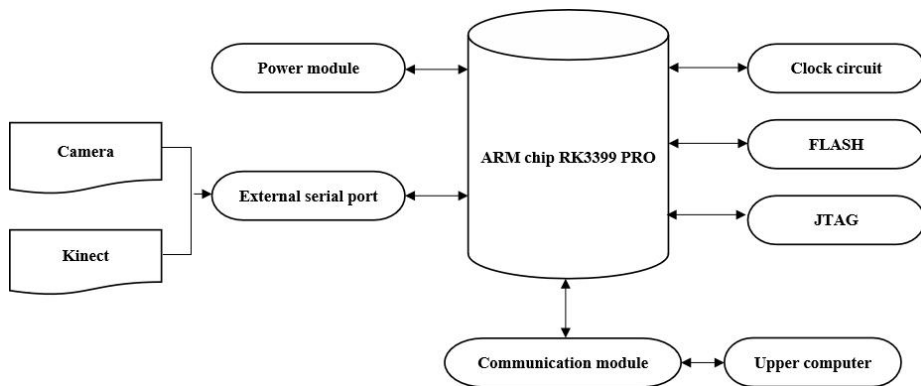 Power module
Clock circuit
Camera
FLASH
ARM chip RK3399 PRO
External serial port
JTAG
Kinect
Communication module
Upper computer